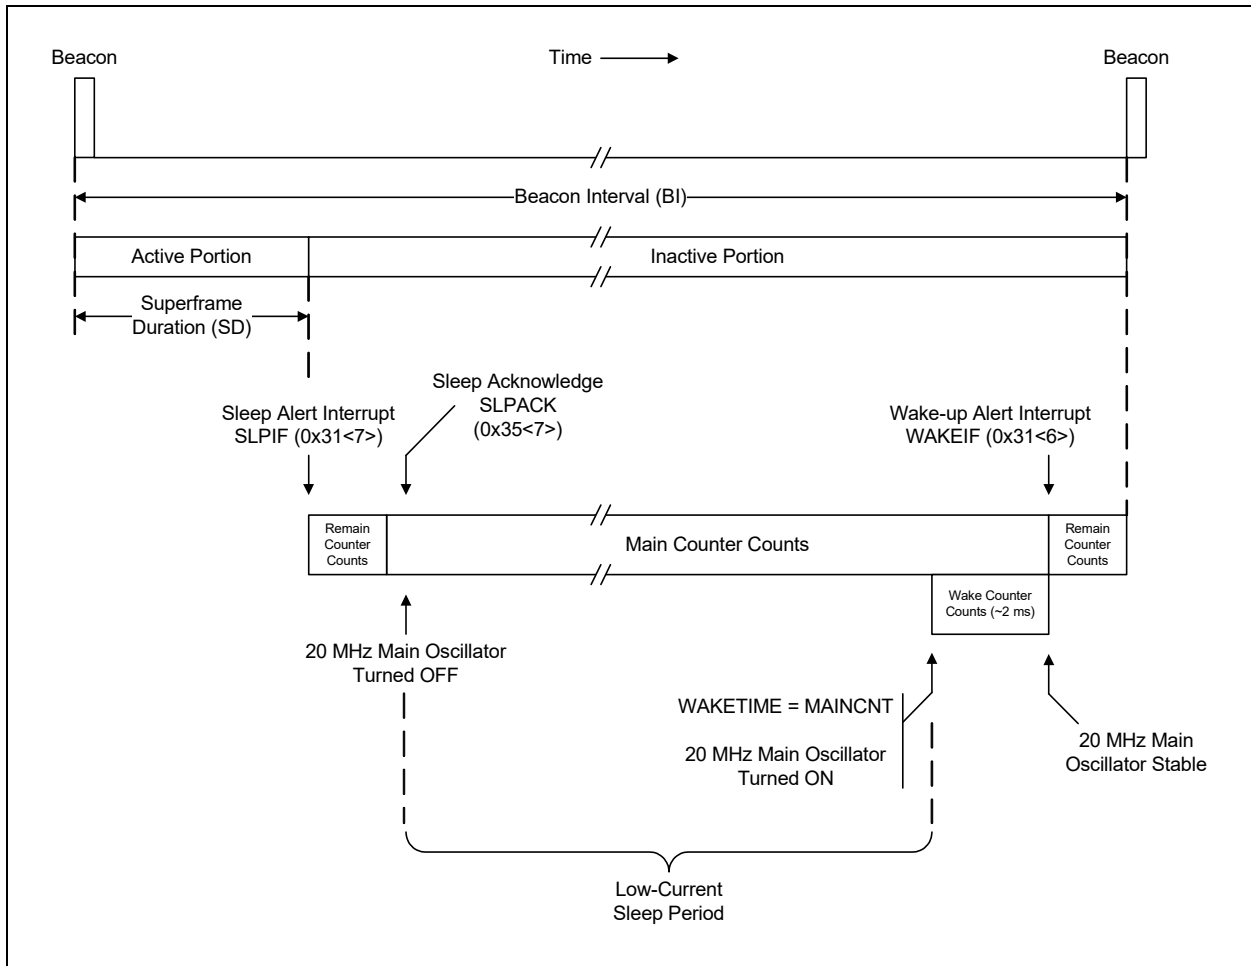 Beacon
Time
Beacon
Beacon Interval (BI)
Active Portion
Inactive Portion
Superframe
Duration (SD)
Sleep Alert Interrupt
SLPIF (0x31<7>)
Sleep Acknowledge
SLPACK
(0x35<7>)
Wake-up Alert Interrupt
WAKEIF (0x31<6>)
Remain
Counter
Counts
Main Counter Counts
Remain
Counter
Counts
Wake Counter
Counts (~2 ms)
20 MHz Main Oscillator
Turned OFF
WAKETIME = MAINCNT
20 MHz Main Oscillator
Turned ON
20 MHz Main
Oscillator Stable
Low-Current
Sleep Period